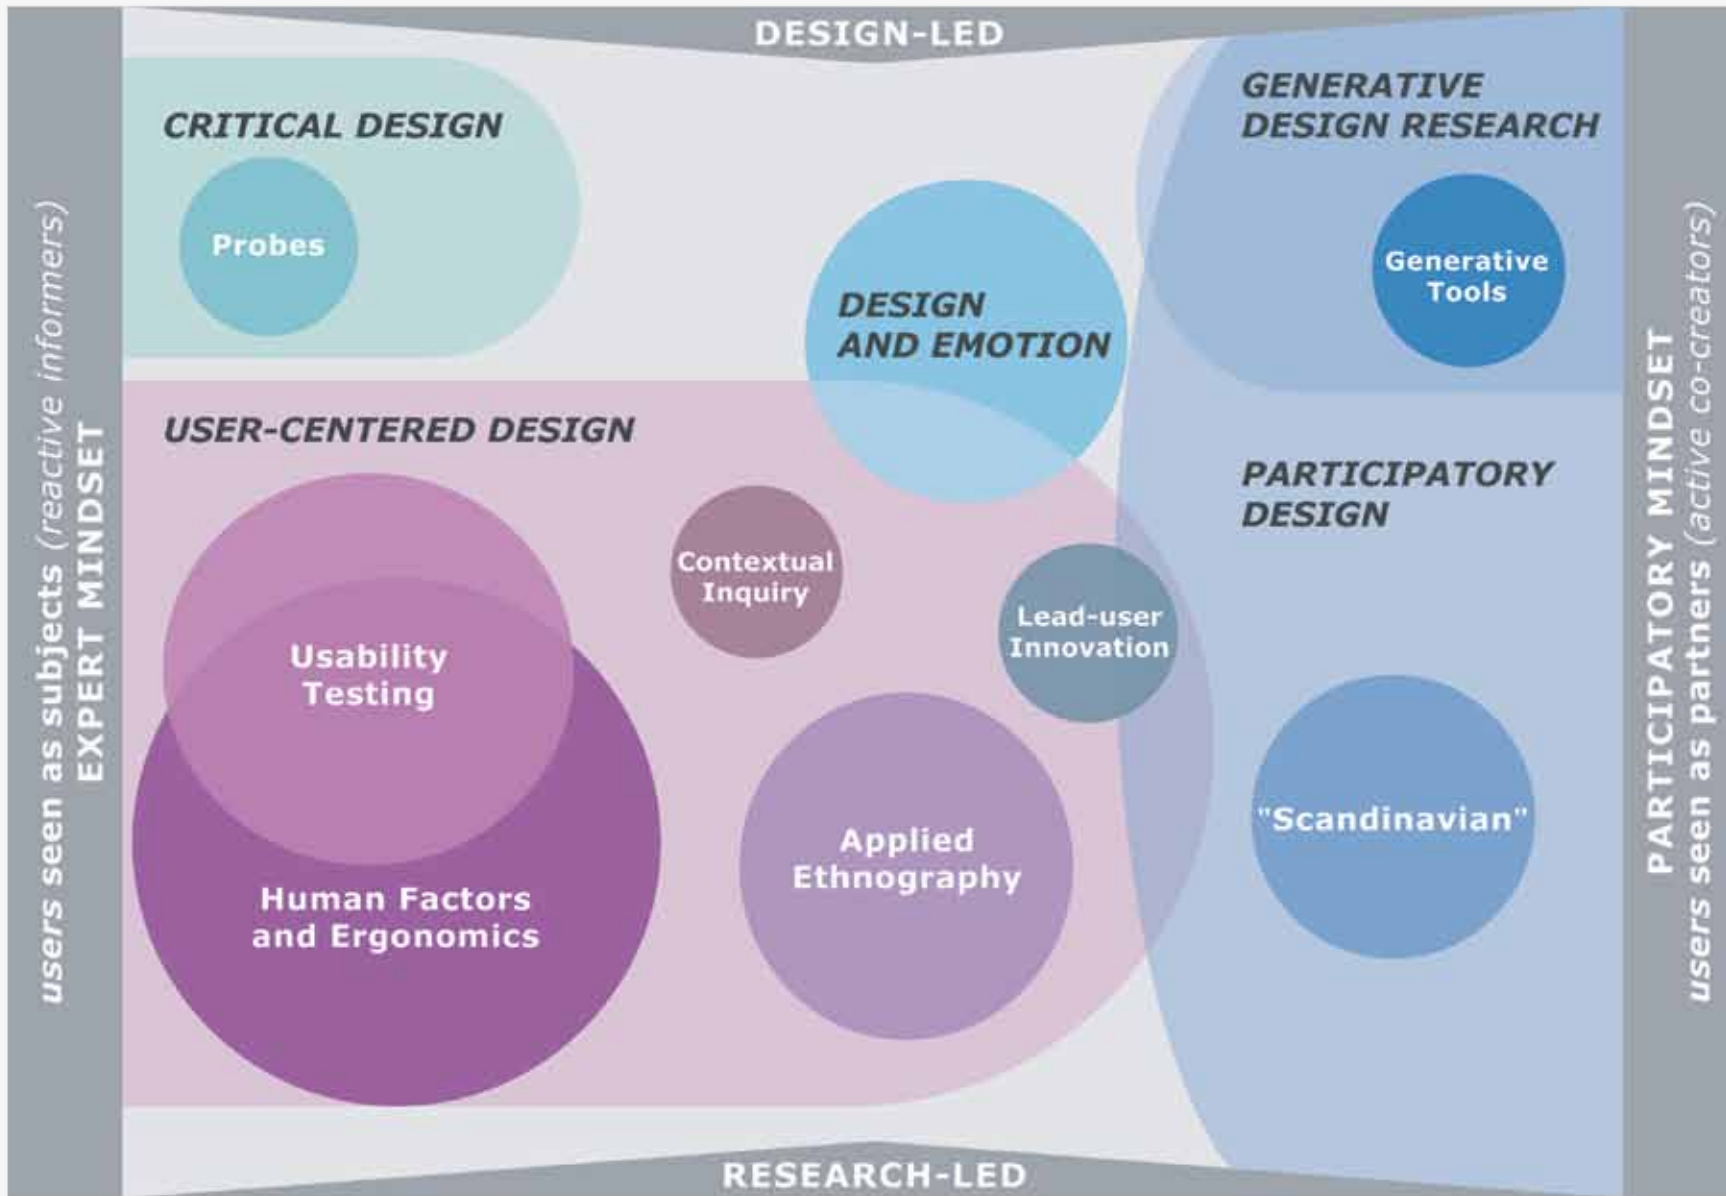 DESIGN-LED
CRITICAL DESIGN
Probes
GENERATIVE
DESIGN RESEARCH
Generative
Tools
DESIGN
AND EMOTION
USER-CENTERED DESIGN
Usability
Testing
Human Factors
and Ergonomics
Contextual
Inquiry
Lead-user
Innovation
Applied
Ethnography
PARTICIPATORY
DESIGN
"Scandinavian"
users seen as subjects (reactive informers)
EXPERT MINDSET
PARTICIPATORY MINDSET
users seen as partners (active co-creators)
RESEARCH-LED